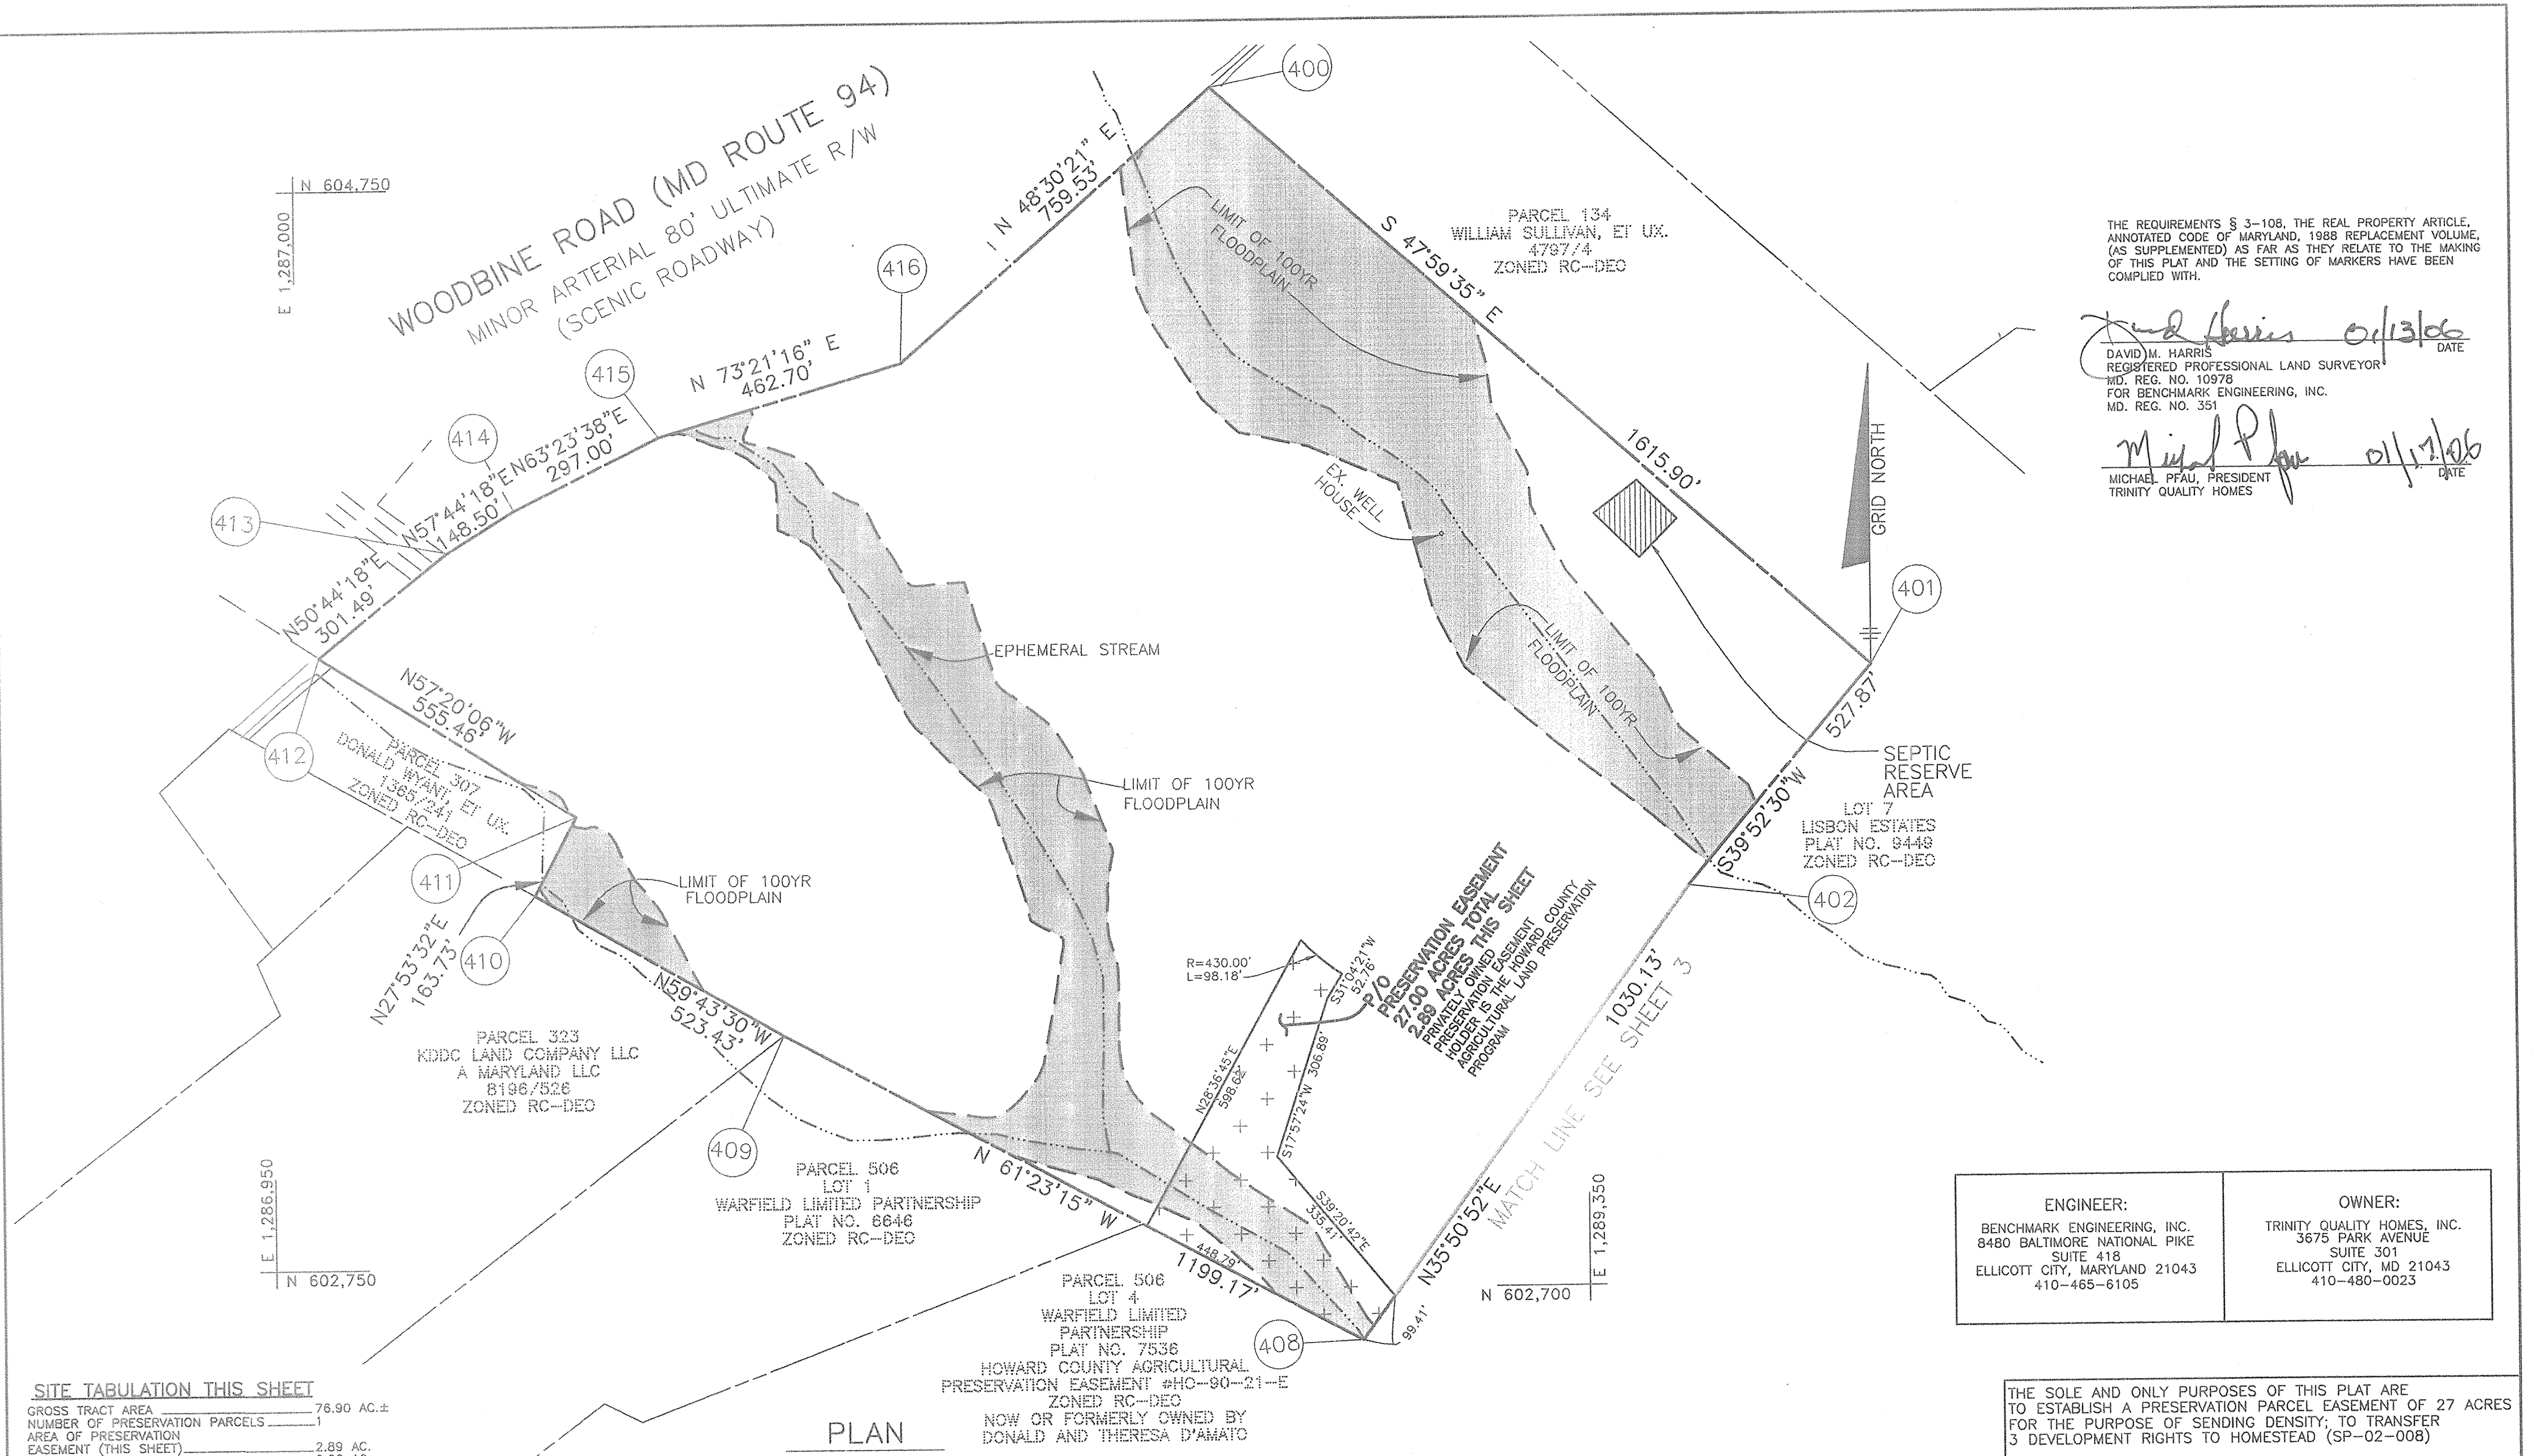 400
WOODBINE ROAD (MD ROUTE 94)
MINOR ARTERIAL 80' ULTIMATE R/W
(SCENIC ROADWAY)
N 604,750
E 1,287,000
N 48°30'21" E
759.53'
416
LIMIT OF 100YR
FLOODPLAIN
S 47°59'35" E
1615.90'
PARCEL 134
WILLIAM SULLIVAN, ET UX.
4797/4
ZONED RC-DEO
THE REQUIREMENTS § 3-108, THE REAL PROPERTY ARTICLE,
ANNOTATED CODE OF MARYLAND, 1988 REPLACEMENT VOLUME,
(AS SUPPLEMENTED) AS FAR AS THEY RELATE TO THE MAKING
OF THIS PLAT AND THE SETTING OF MARKERS HAVE BEEN
COMPLIED WITH.
Harris 01/13/06
DATE
DAVID M. HARRIS
REGISTERED PROFESSIONAL LAND SURVEYOR
MD. REG. NO. 10978
FOR BENCHMARK ENGINEERING, INC.
MD. REG. NO. 351
01/17/06
DATE
MICHAEL PFAU, PRESIDENT
TRINITY QUALITY HOMES
415
N 73°21'16" E
462.70'
414
N63°23'38"E
297.00'
413
N57°44'18"E
148.50'
N50°44'18"E
301.49'
EX. WELL
HOUSE
GRID NORTH
401
527.87'
EPHEMERAL STREAM
LIMIT OF 100YR
FLOODPLAIN
SEPTIC
RESERVE
AREA
S39°52'30"W
LOT 7
LISBON ESTATES
PLAT NO. 9449
ZONED RC-DEO
402
N57°20'06"W
555.46'
412
PARCEL 307
DONALD WYANT, ET UX.
1365/241
ZONED RC-DEO
LIMIT OF 100YR
FLOODPLAIN
411
LIMIT OF 100YR
FLOODPLAIN
410
N27°53'32"E
163.73'
N59°43'30"W
523.43'
PARCEL 323
KDDC LAND COMPANY LLC
A MARYLAND LLC
8196/526
ZONED RC-DEO
409
R=430.00'
L=98.18'
S31°04'21"W
52.76'
P/O
PRESERVATION EASEMENT
27.00 ACRES TOTAL
2.89 ACRES THIS SHEET
PRIVATELY OWNED
PRESERVATION EASEMENT
HOLDER IS THE HOWARD COUNTY
AGRICULTURAL LAND PRESERVATION
PROGRAM
N28°36'45"E
598.62'
S17°57'24"W 306.89'
S39°20'42"E
335.41'
1030.13'
MATCH LINE SEE SHEET 3
N35°50'52"E
E 1,289,350
N 602,700
E 1,286,950
N 602,750
PARCEL 506
LOT 1
WARFIELD LIMITED PARTNERSHIP
PLAT NO. 6646
ZONED RC-DEO
N 61°23'15" W
448.79'
1199.17'
408
99.41'
PARCEL 506
LOT 4
WARFIELD LIMITED
PARTNERSHIP
PLAT NO. 7536
HOWARD COUNTY AGRICULTURAL
PRESERVATION EASEMENT #HO-90-21-E
ZONED RC-DEO
NOW OR FORMERLY OWNED BY
DONALD AND THERESA D'AMATO
ENGINEER:
BENCHMARK ENGINEERING, INC.
8480 BALTIMORE NATIONAL PIKE
SUITE 418
ELLICOTT CITY, MARYLAND 21043
410-465-6105
OWNER:
TRINITY QUALITY HOMES, INC.
3675 PARK AVENUE
SUITE 301
ELLICOTT CITY, MD 21043
410-480-0023
SITE TABULATION THIS SHEET
GROSS TRACT AREA 76.90 AC.±
NUMBER OF PRESERVATION PARCELS 1
AREA OF PRESERVATION
EASEMENT (THIS SHEET) 2.89 AC.
PLAN
THE SOLE AND ONLY PURPOSES OF THIS PLAT ARE
TO ESTABLISH A PRESERVATION PARCEL EASEMENT OF 27 ACRES
FOR THE PURPOSE OF SENDING DENSITY; TO TRANSFER
3 DEVELOPMENT RIGHTS TO HOMESTEAD (SP-02-008)